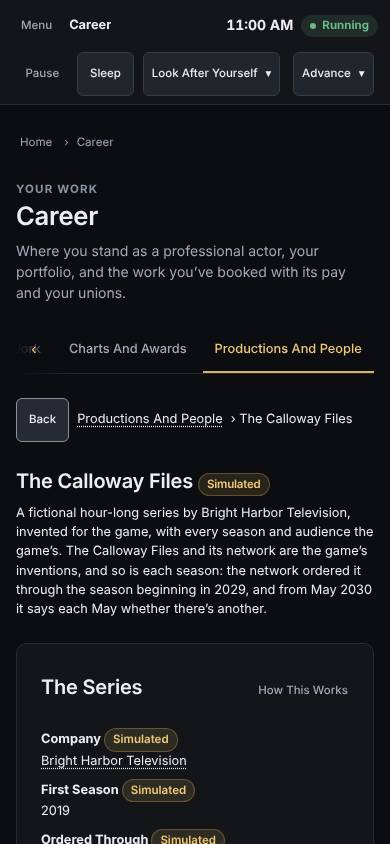 Menu Career 11:00 AM Running
Pause Sleep Look After Yourself ▾ Advance ▾
Home › Career
YOUR WORK
Career
Where you stand as a professional actor, your
portfolio, and the work you’ve booked with its pay
and your unions.
‹ Charts And Awards Productions And People
Back Productions And People › The Calloway Files
The Calloway Files Simulated
A fictional hour-long series by Bright Harbor Television,
invented for the game, with every season and audience the
game’s. The Calloway Files and its network are the game’s
inventions, and so is each season: the network ordered it
through the season beginning in 2029, and from May 2030
it says each May whether there’s another.
The Series How This Works
Company Simulated
Bright Harbor Television
First Season Simulated
2019
Ordered Through Simulated